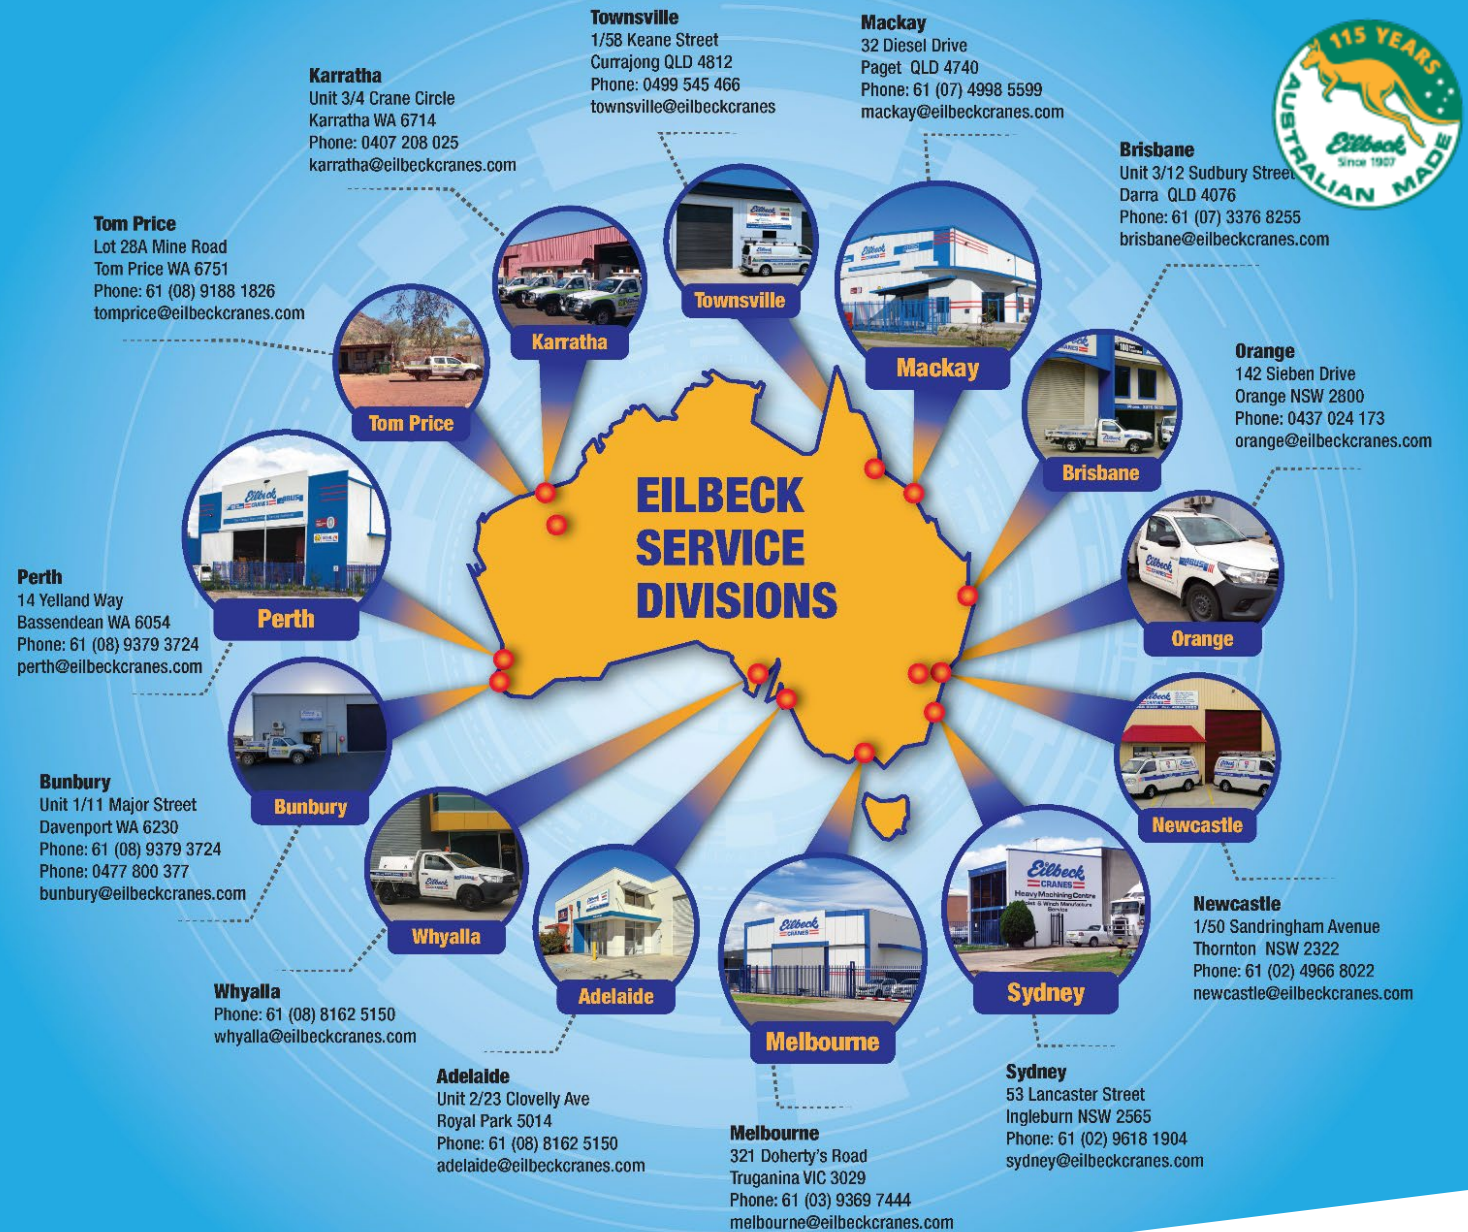 Townsville
1/58 Keane Street
Currajong QLD 4812
Phone: 0499 545 466
townsville@eilbeckcranes
Mackay
32 Diesel Drive
Paget QLD 4740
Phone: 61 (07) 4998 5599
mackay@eilbeckcranes.com
115 YEARS
AUSTRALIAN MADE
Eilbeck
Since 1907
Karratha
Unit 3/4 Crane Circle
Karratha WA 6714
Phone: 0407 208 025
karratha@eilbeckcranes.com
Brisbane
Unit 3/12 Sudbury Street
Darra QLD 4076
Phone: 61 (07) 3376 8255
brisbane@eilbeckcranes.com
Tom Price
Lot 28A Mine Road
Tom Price WA 6751
Phone: 61 (08) 9188 1826
tomprice@eilbeckcranes.com
Townsville
Karratha
Mackay
Tom Price
Brisbane
Orange
142 Sieben Drive
Orange NSW 2800
Phone: 0437 024 173
orange@eilbeckcranes.com
EILBECK
SERVICE
DIVISIONS
Eilbeck
CRANES
Perth
Perth
14 Yelland Way
Bassendean WA 6054
Phone: 61 (08) 9379 3724
perth@eilbeckcranes.com
Eilbeck
Orange
Bunbury
Bunbury
Unit 1/11 Major Street
Davenport WA 6230
Phone: 61 (08) 9379 3724
Phone: 0477 800 377
bunbury@eilbeckcranes.com
Newcastle
Newcastle
1/50 Sandringham Avenue
Thornton NSW 2322
Phone: 61 (02) 4966 8022
newcastle@eilbeckcranes.com
Eilbeck
Whyalla
Whyalla
Phone: 61 (08) 8162 5150
whyalla@eilbeckcranes.com
Adelaide
Adelaide
Unit 2/23 Clovelly Ave
Royal Park 5014
Phone: 61 (08) 8162 5150
adelaide@eilbeckcranes.com
Eilbeck
CRANES
Melbourne
Melbourne
321 Doherty's Road
Truganina VIC 3029
Phone: 61 (03) 9369 7444
melbourne@eilbeckcranes.com
Eilbeck
CRANES
Heavy Machining Centre
Sydney
Sydney
53 Lancaster Street
Ingleburn NSW 2565
Phone: 61 (02) 9618 1904
sydney@eilbeckcranes.com